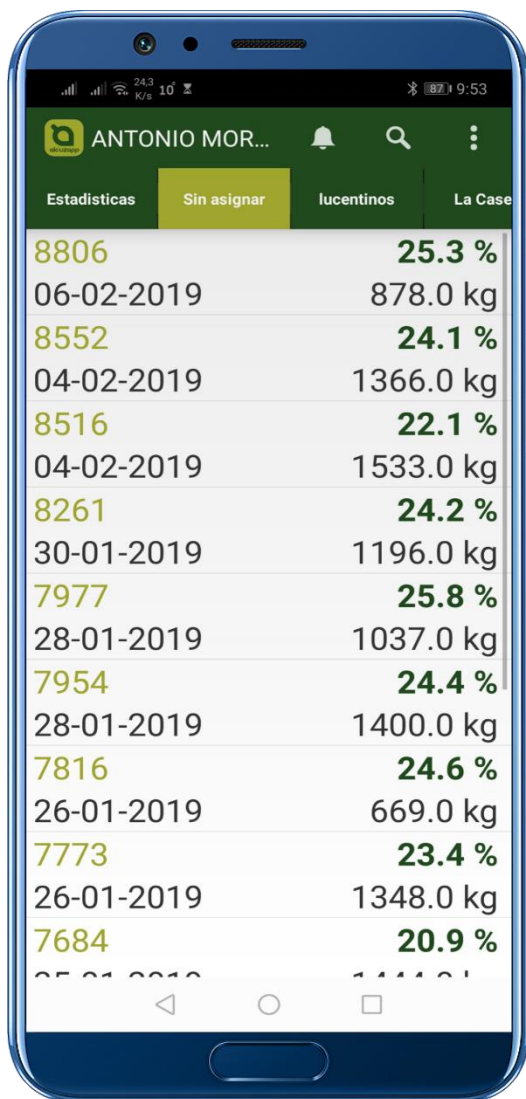 24,3
K/s
10°
87
9:53
ANTONIO MOR...
Estadisticas Sin asignar lucentinos La Case
8806 25.3 %
06-02-2019 878.0 kg
8552 24.1 %
04-02-2019 1366.0 kg
8516 22.1 %
04-02-2019 1533.0 kg
8261 24.2 %
30-01-2019 1196.0 kg
7977 25.8 %
28-01-2019 1037.0 kg
7954 24.4 %
28-01-2019 1400.0 kg
7816 24.6 %
26-01-2019 669.0 kg
7773 23.4 %
26-01-2019 1348.0 kg
7684 20.9 %